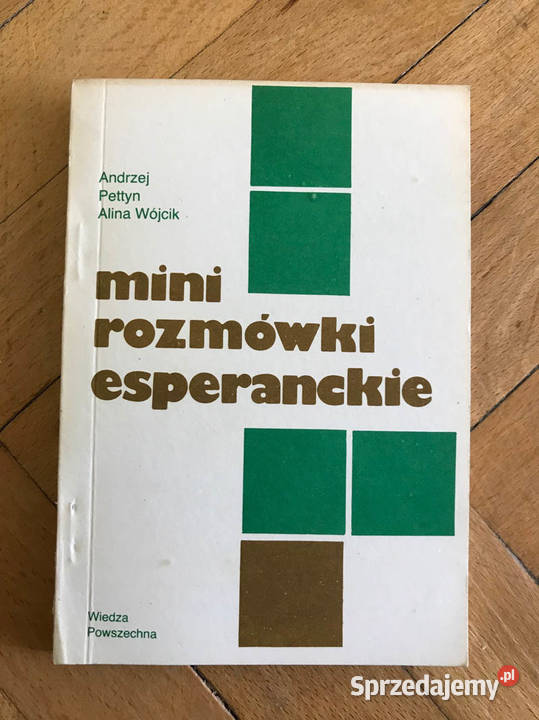 Andrzej
Pettyn
Alina Wójcik
mini
rozmówki
esperanckie
Wiedza
Powszechna
Sprzedajemy.pl